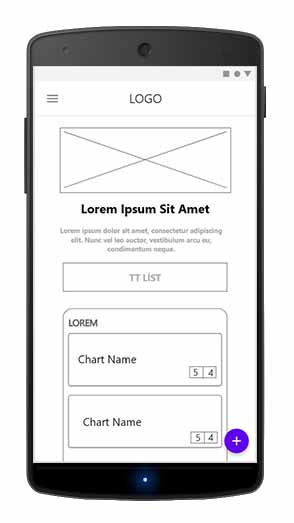 LOGO
Lorem Ipsum Sit Amet
Lorem ipsum dolor sit amet, consectetur adipiscing
elit. Nunc vel leo auctor, vestibulum arcu eu,
condimentum neque.
TT LİST
LOREM
Chart Name
5 4
Chart Name
5 4
+